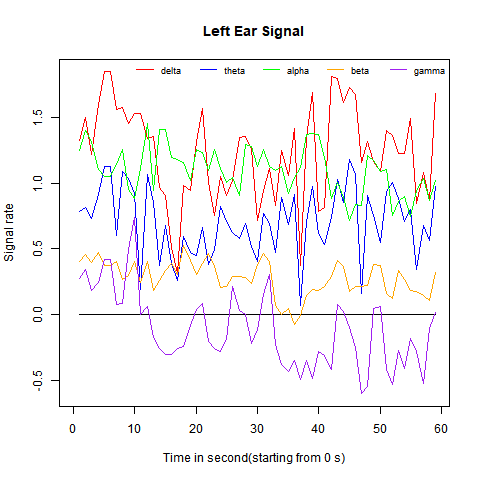 Left Ear Signal
delta theta alpha beta gamma
Signal rate
1.5
1.0
0.5
0.0
-0.5
0 10 20 30 40 50 60
Time in second(starting from 0 s)